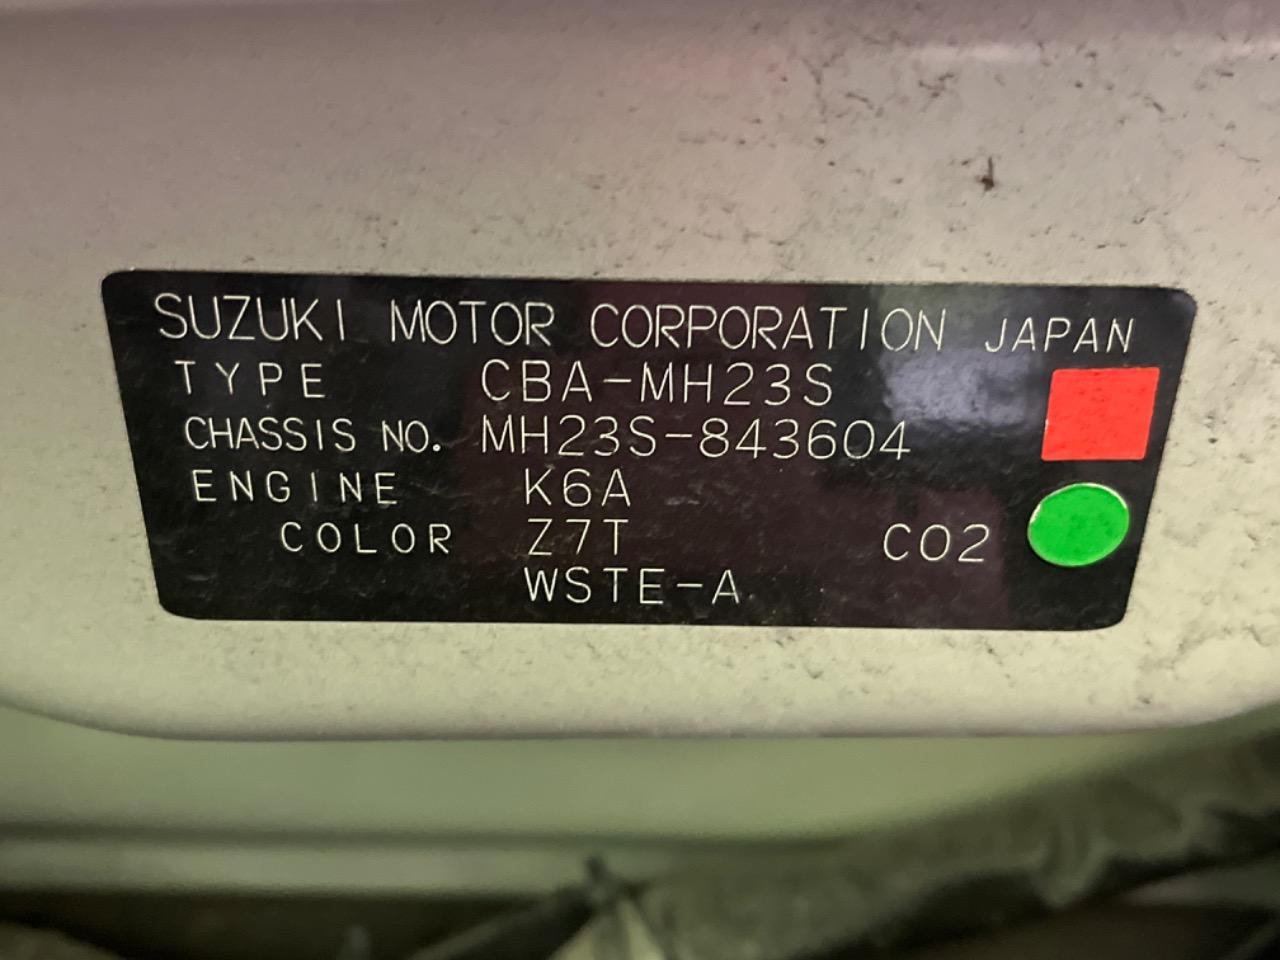 SUZUKI MOTOR CORPORATION JAPAN
TYPE CBA-MH23S
CHASSIS NO. MH23S-843604
ENGINE K6A
COLOR Z7T CO2
WSTE-A